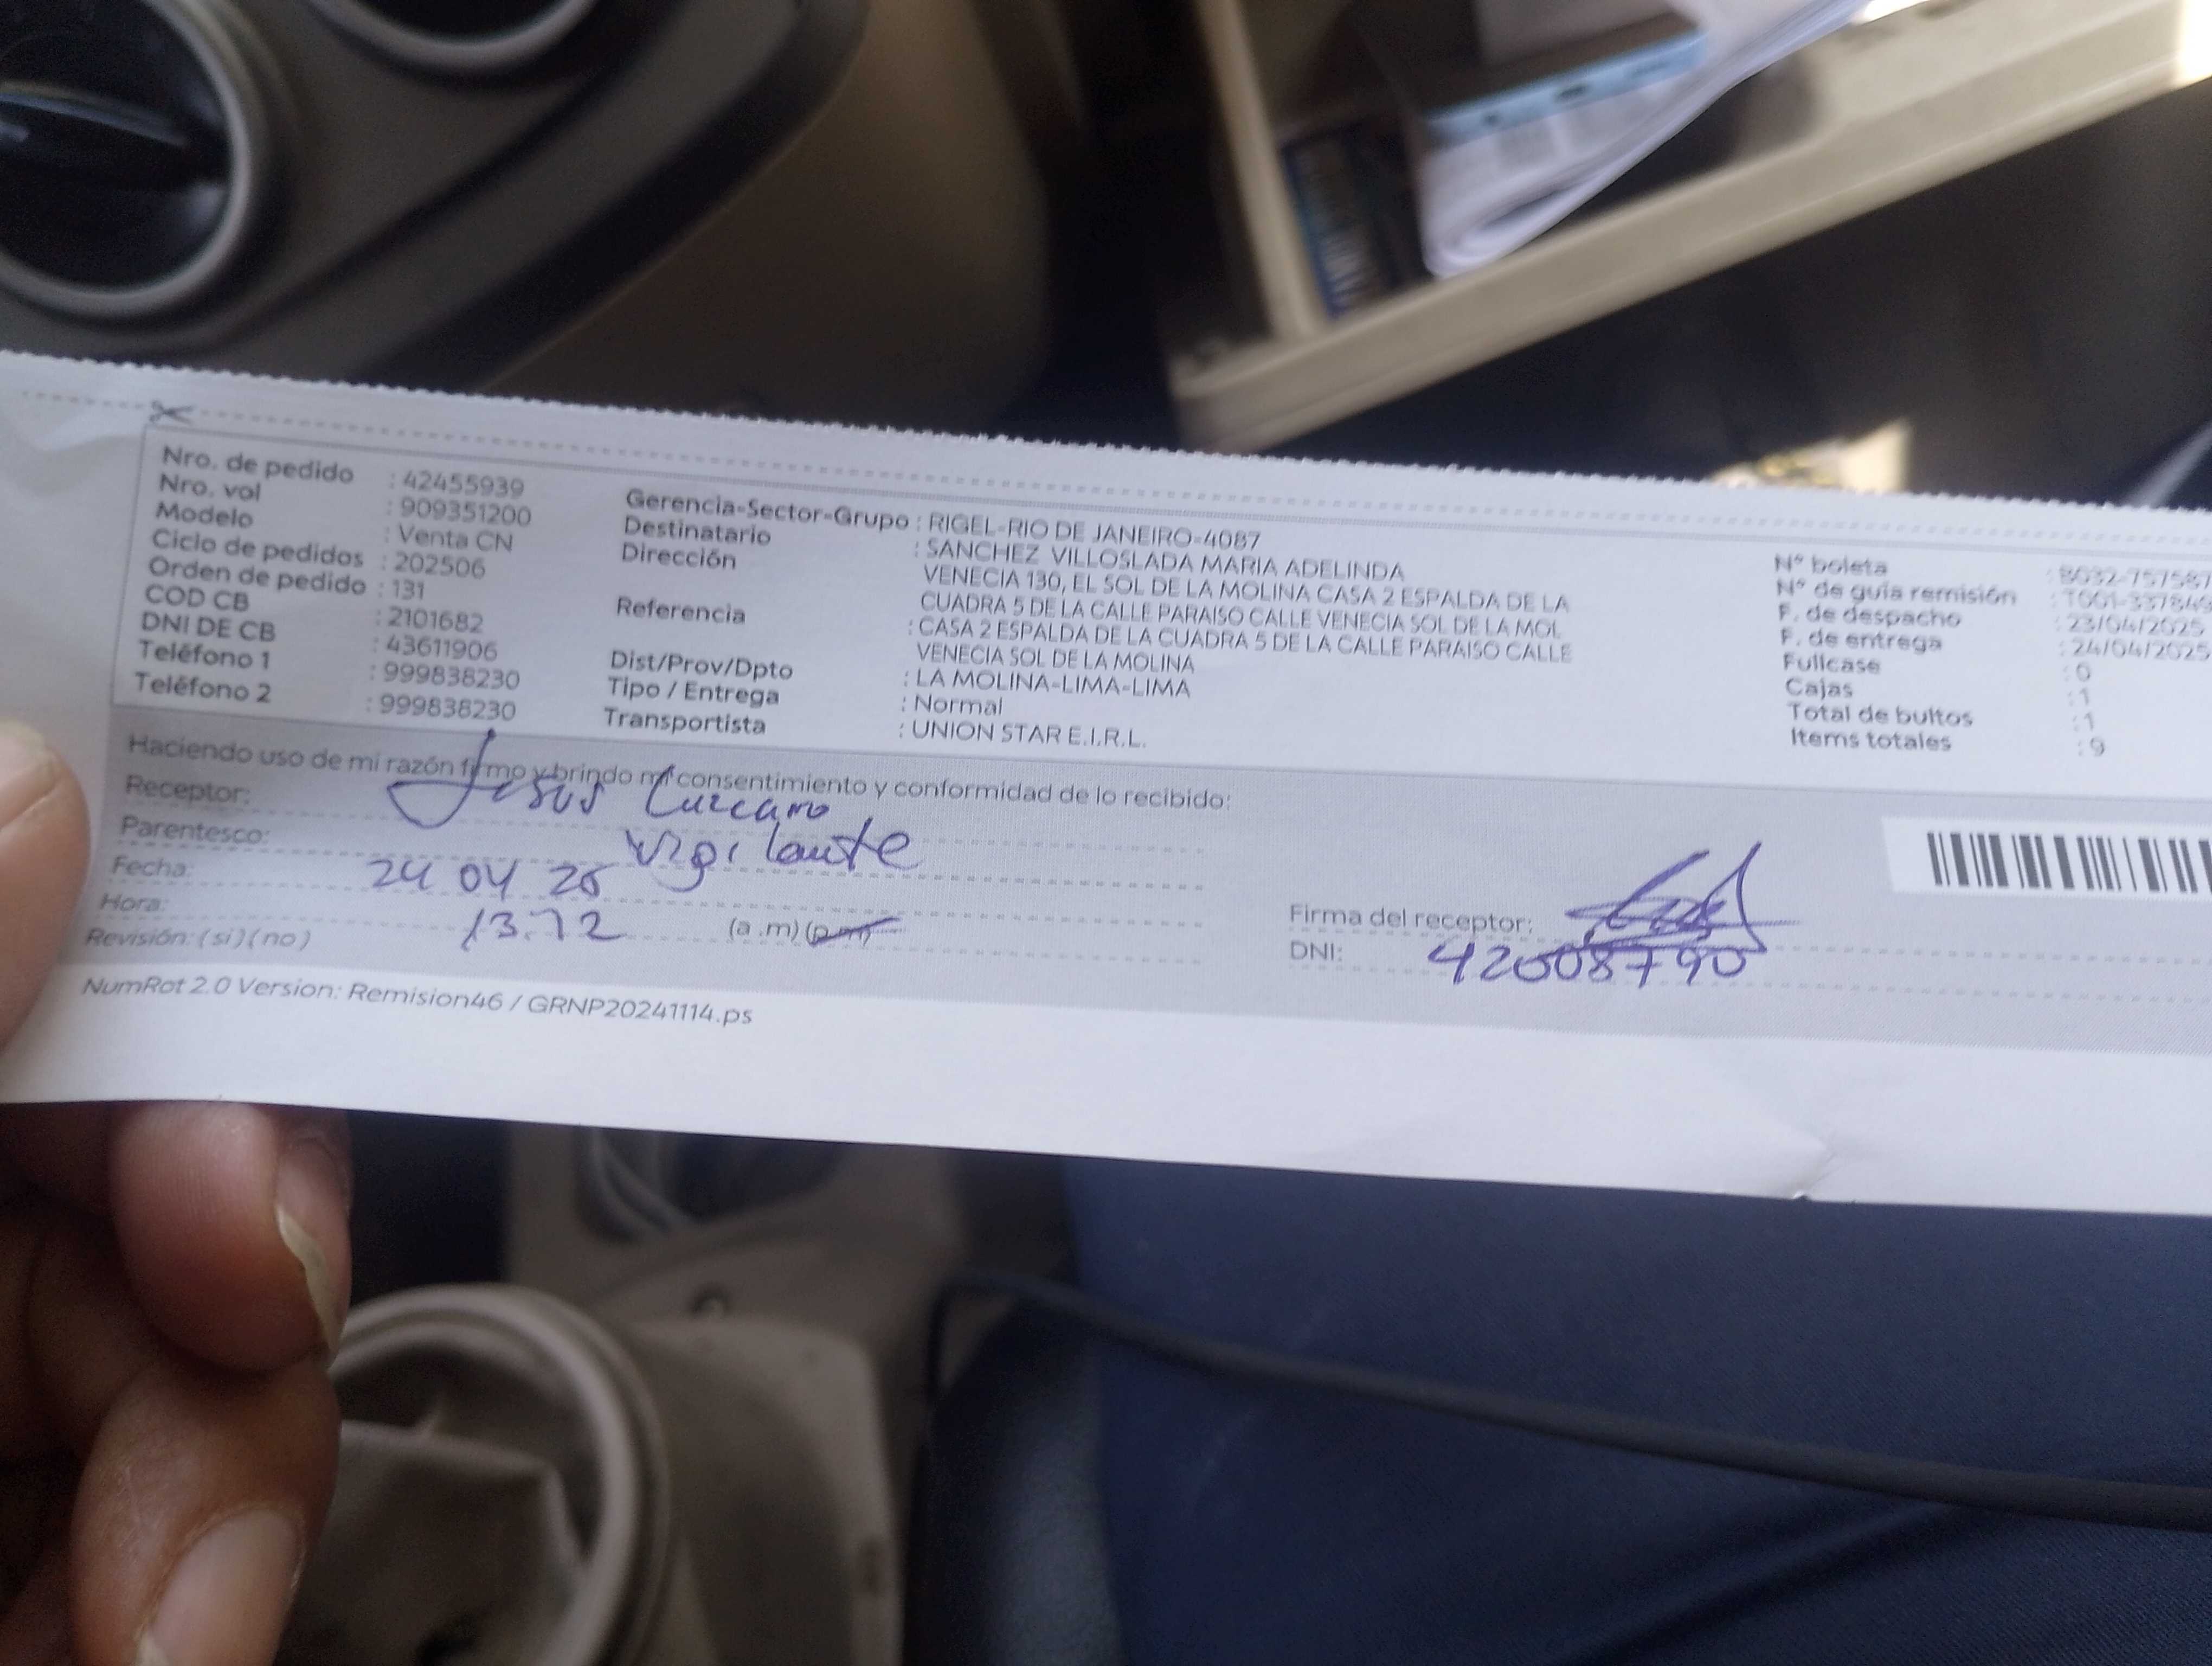 Nro. de pedido : 42455939
Nro. vol : 909351200
Modelo : Venta CN
Ciclo de pedidos : 202506
Orden de pedido : 131
COD CB : 2101682
DNI DE CB : 43611906
Teléfono 1 : 999838230
Teléfono 2 : 999838230
Gerencia-Sector-Grupo : RIGEL-RIO DE JANEIRO-4087
Destinatario : SANCHEZ VILLOSLADA MARIA ADELINDA
Dirección VENECIA 130, EL SOL DE LA MOLINA CASA 2 ESPALDA DE LA
CUADRA 5 DE LA CALLE PARAISO CALLE VENECIA SOL DE LA MOL
Referencia : CASA 2 ESPALDA DE LA CUADRA 5 DE LA CALLE PARAISO CALLE
VENECIA SOL DE LA MOLINA
Dist/Prov/Dpto : LA MOLINA-LIMA-LIMA
Tipo / Entrega : Normal
Transportista : UNION STAR E.I.R.L.
N° boleta : B032-757587
N° de guía remisión : T001-337849
F. de despacho : 23/04/2025
F. de entrega : 24/04/2025
Fullcase : 0
Cajas : 1
Total de bultos : 1
Items totales : 9
Haciendo uso de mi razón firmo y brindo mi consentimiento y conformidad de lo recibido:
Receptor: Jesus
Parentesco: Vigilante
Fecha: 24 04 25
Hora: 13:12 (a.m) (p.m)
Revisión: (si) (no)
Firma del receptor:
DNI: 42008790
NumRot 2.0 Version: Remision46 / GRNP20241114.ps